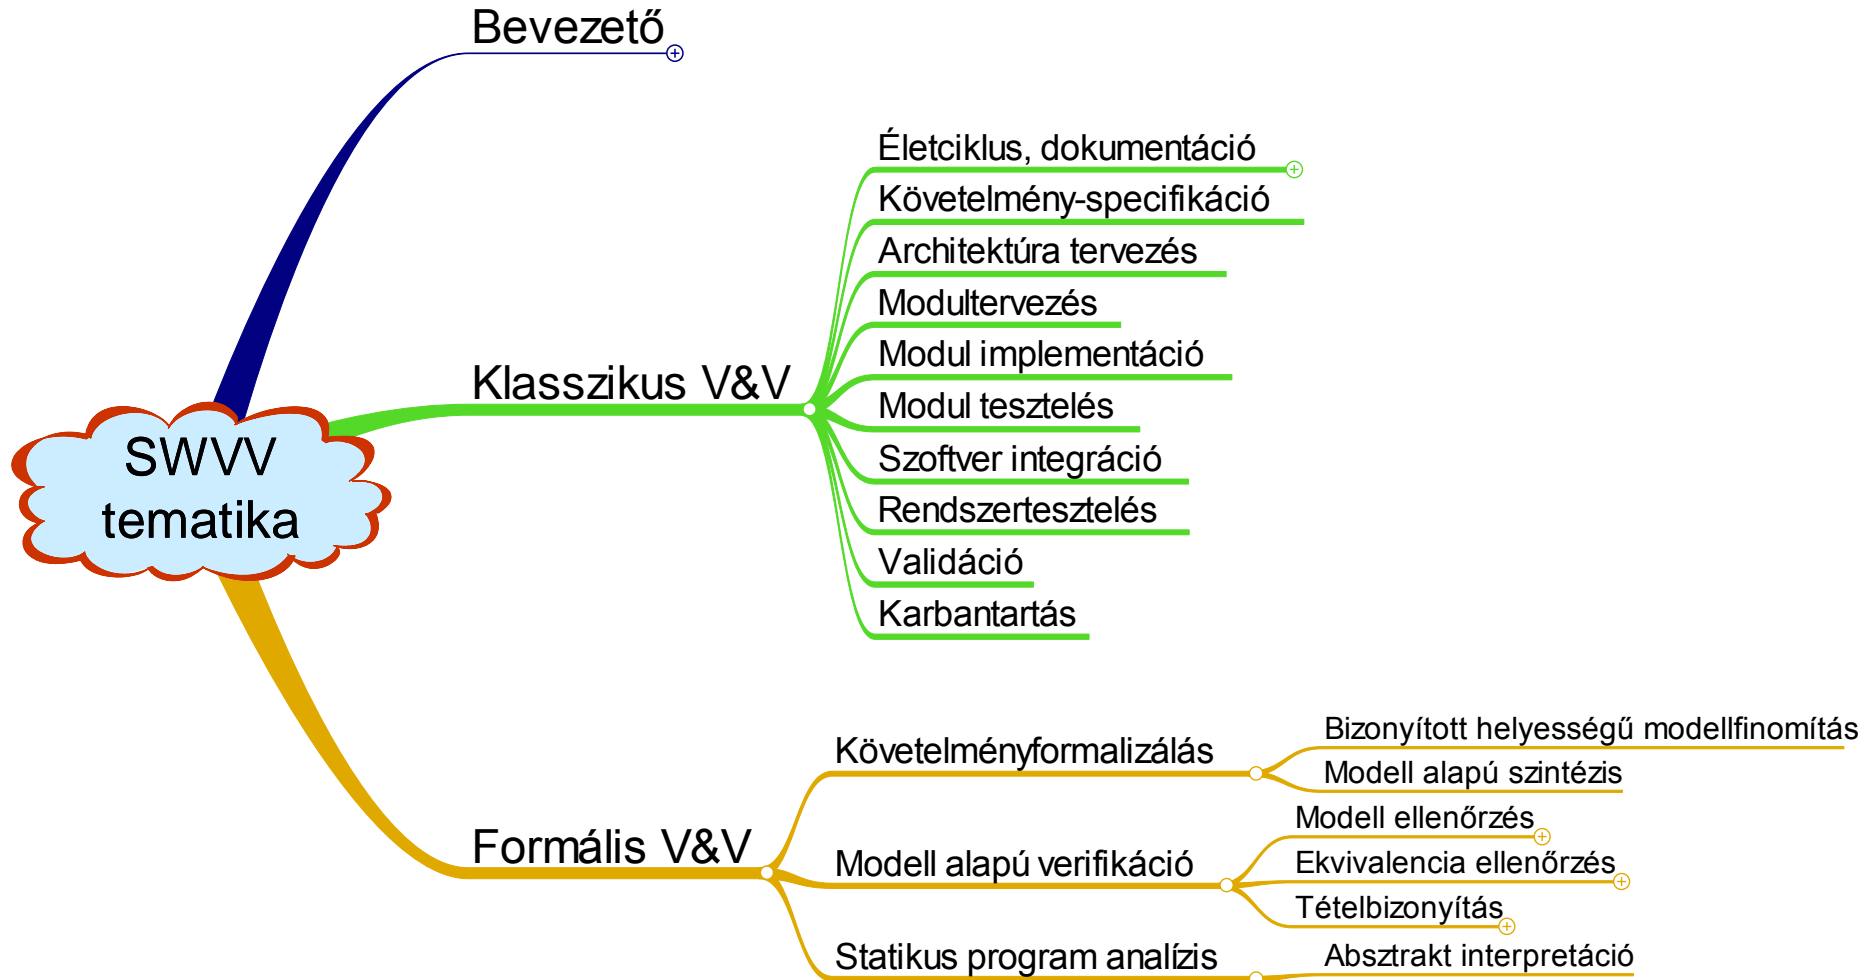 Bevezető
Életciklus, dokumentáció
Követelmény-specifikáció
Architektúra tervezés
Modultervezés
Modul implementáció
Klasszikus V&V
Modul tesztelés
SWVV
tematika
Szoftver integráció
Rendszertesztelés
Validáció
Karbantartás
Követelményformalizálás
Bizonyított helyességű modellfinomítás
Modell alapú szintézis
Formális V&V
Modell alapú verifikáció
Modell ellenőrzés
Ekvivalencia ellenőrzés
Tételbizonyítás
Statikus program analízis
Absztrakt interpretáció